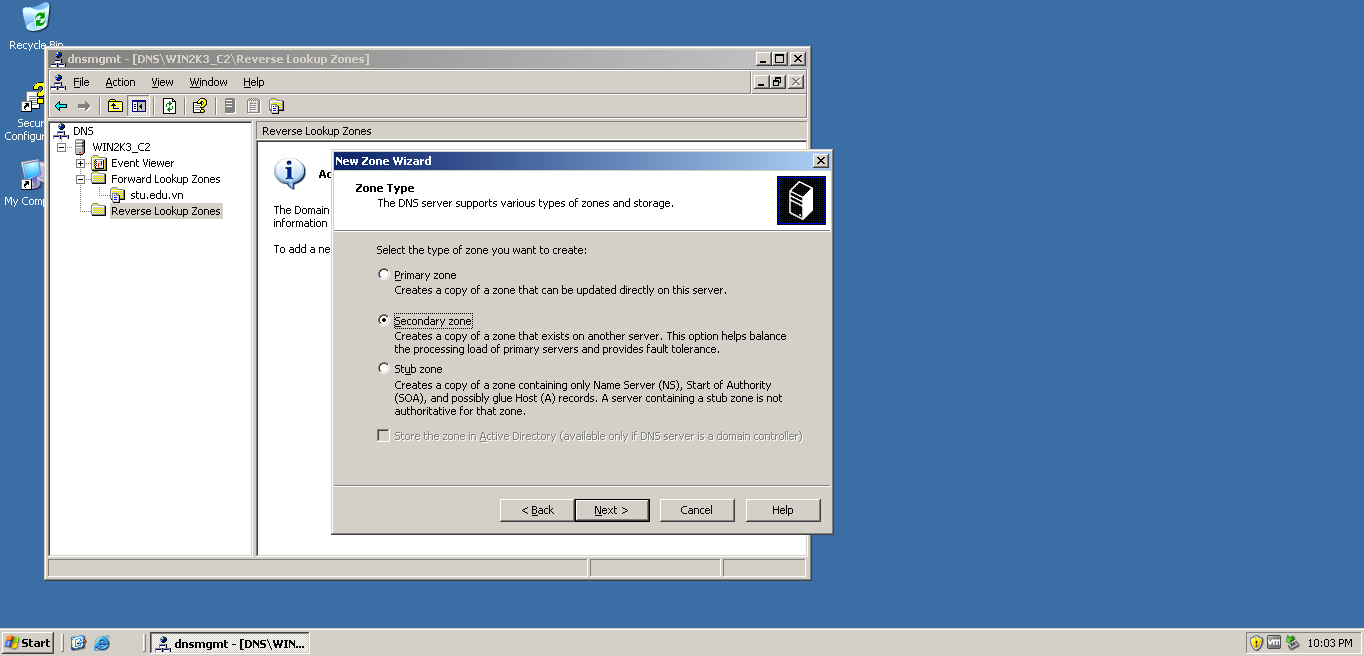 Recycle Bin
Secur
Configur
My Comp
dnsmgmt - [DNS\WIN2K3_C2\Reverse Lookup Zones]
File Action View Window Help
DNS
WIN2K3_C2
Event Viewer
Forward Lookup Zones
stu.edu.vn
Reverse Lookup Zones
Reverse Lookup Zones
Ad
The Domain
information
To add a ne
New Zone Wizard
Zone Type
The DNS server supports various types of zones and storage.
Select the type of zone you want to create:
Primary zone
Creates a copy of a zone that can be updated directly on this server.
Secondary zone
Creates a copy of a zone that exists on another server. This option helps balance
the processing load of primary servers and provides fault tolerance.
Stub zone
Creates a copy of a zone containing only Name Server (NS), Start of Authority
(SOA), and possibly glue Host (A) records. A server containing a stub zone is not
authoritative for that zone.
Store the zone in Active Directory (available only if DNS server is a domain controller)
< Back Next > Cancel Help
Start dnsmgmt - [DNS\WIN... vm 10:03 PM